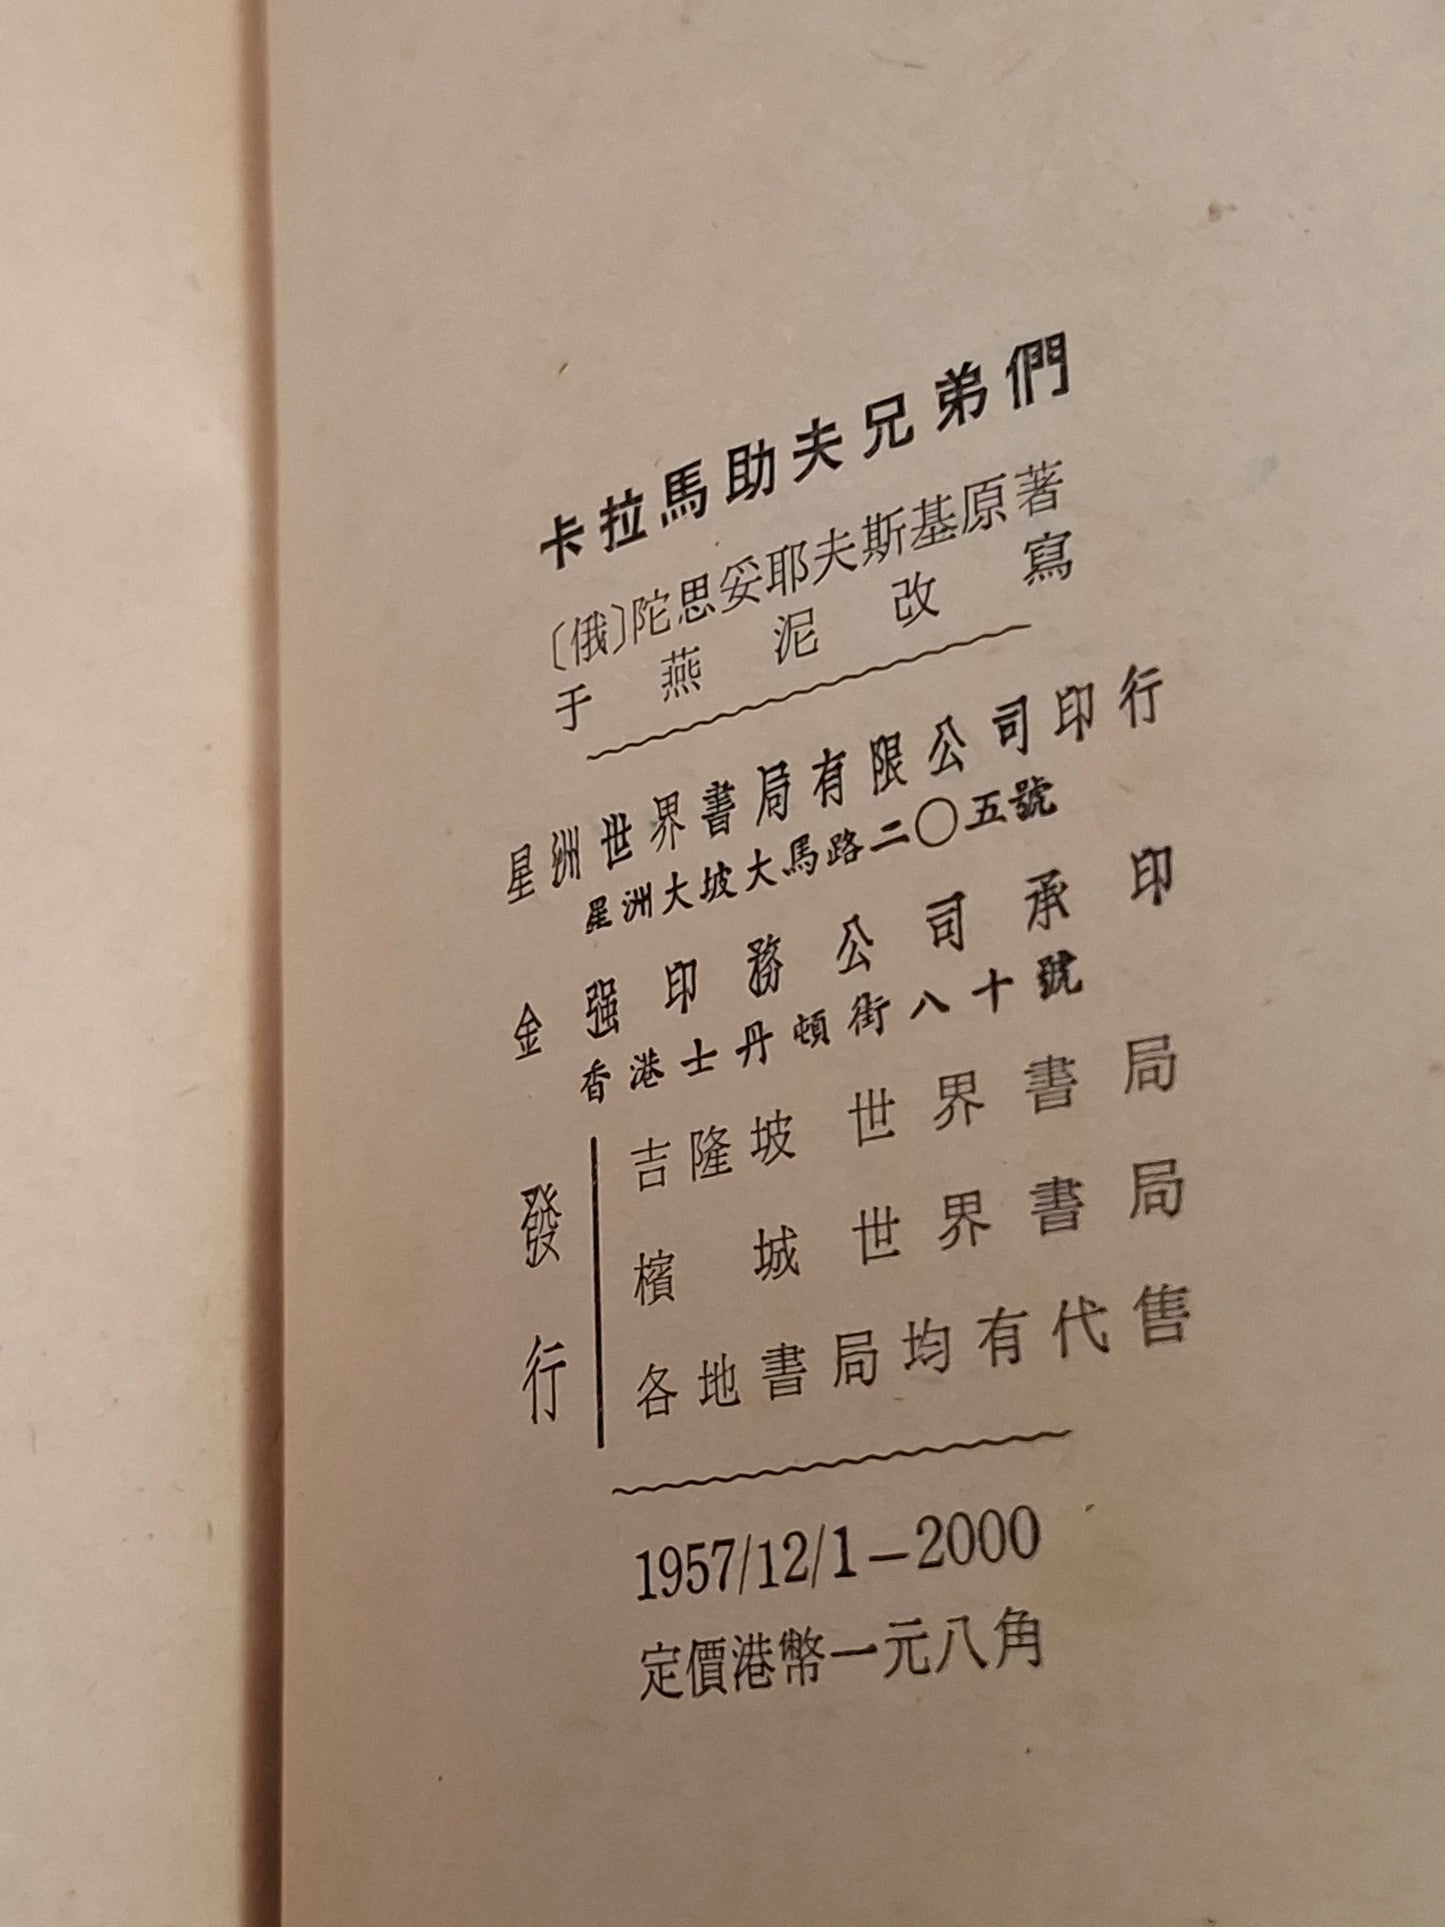 卡拉馬助夫兄弟們
〔俄〕陀思妥耶夫斯基原著
于燕泥改寫
星洲世界書局有限公司印行
星洲大坡大馬路二〇五號
金强印務公司承印
香港士丹頓街八十號
發行
吉隆坡世界書局
檳城世界書局
各地書局均有代售
1957/12/1—2000
定價港幣一元八角